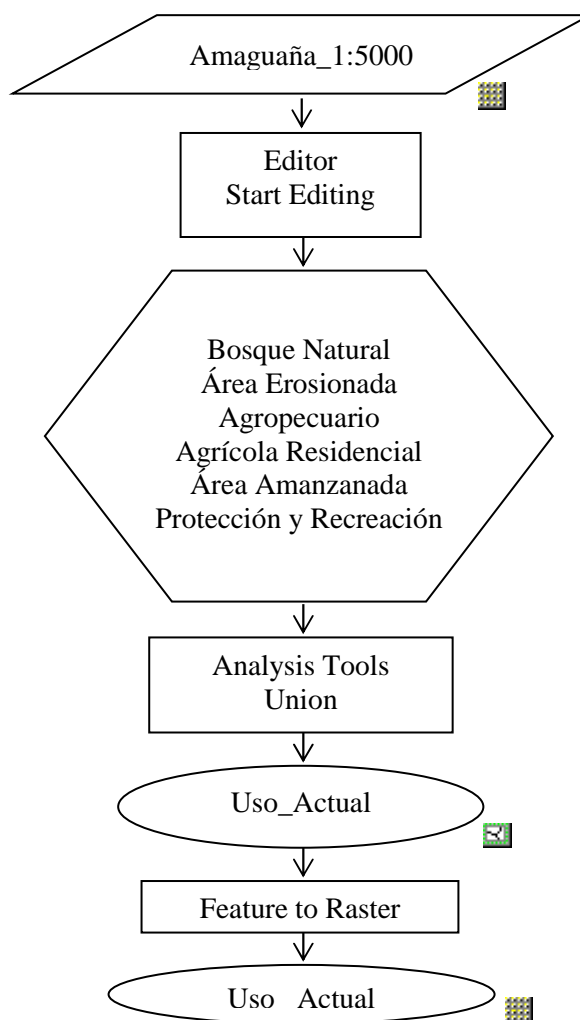 Amaguaña_1:5000
Editor
Start Editing
Bosque Natural
Área Erosionada
Agropecuario
Agrícola Residencial
Área Amanzanada
Protección y Recreación
Analysis Tools
Union
Uso_Actual
Feature to Raster
Uso Actual